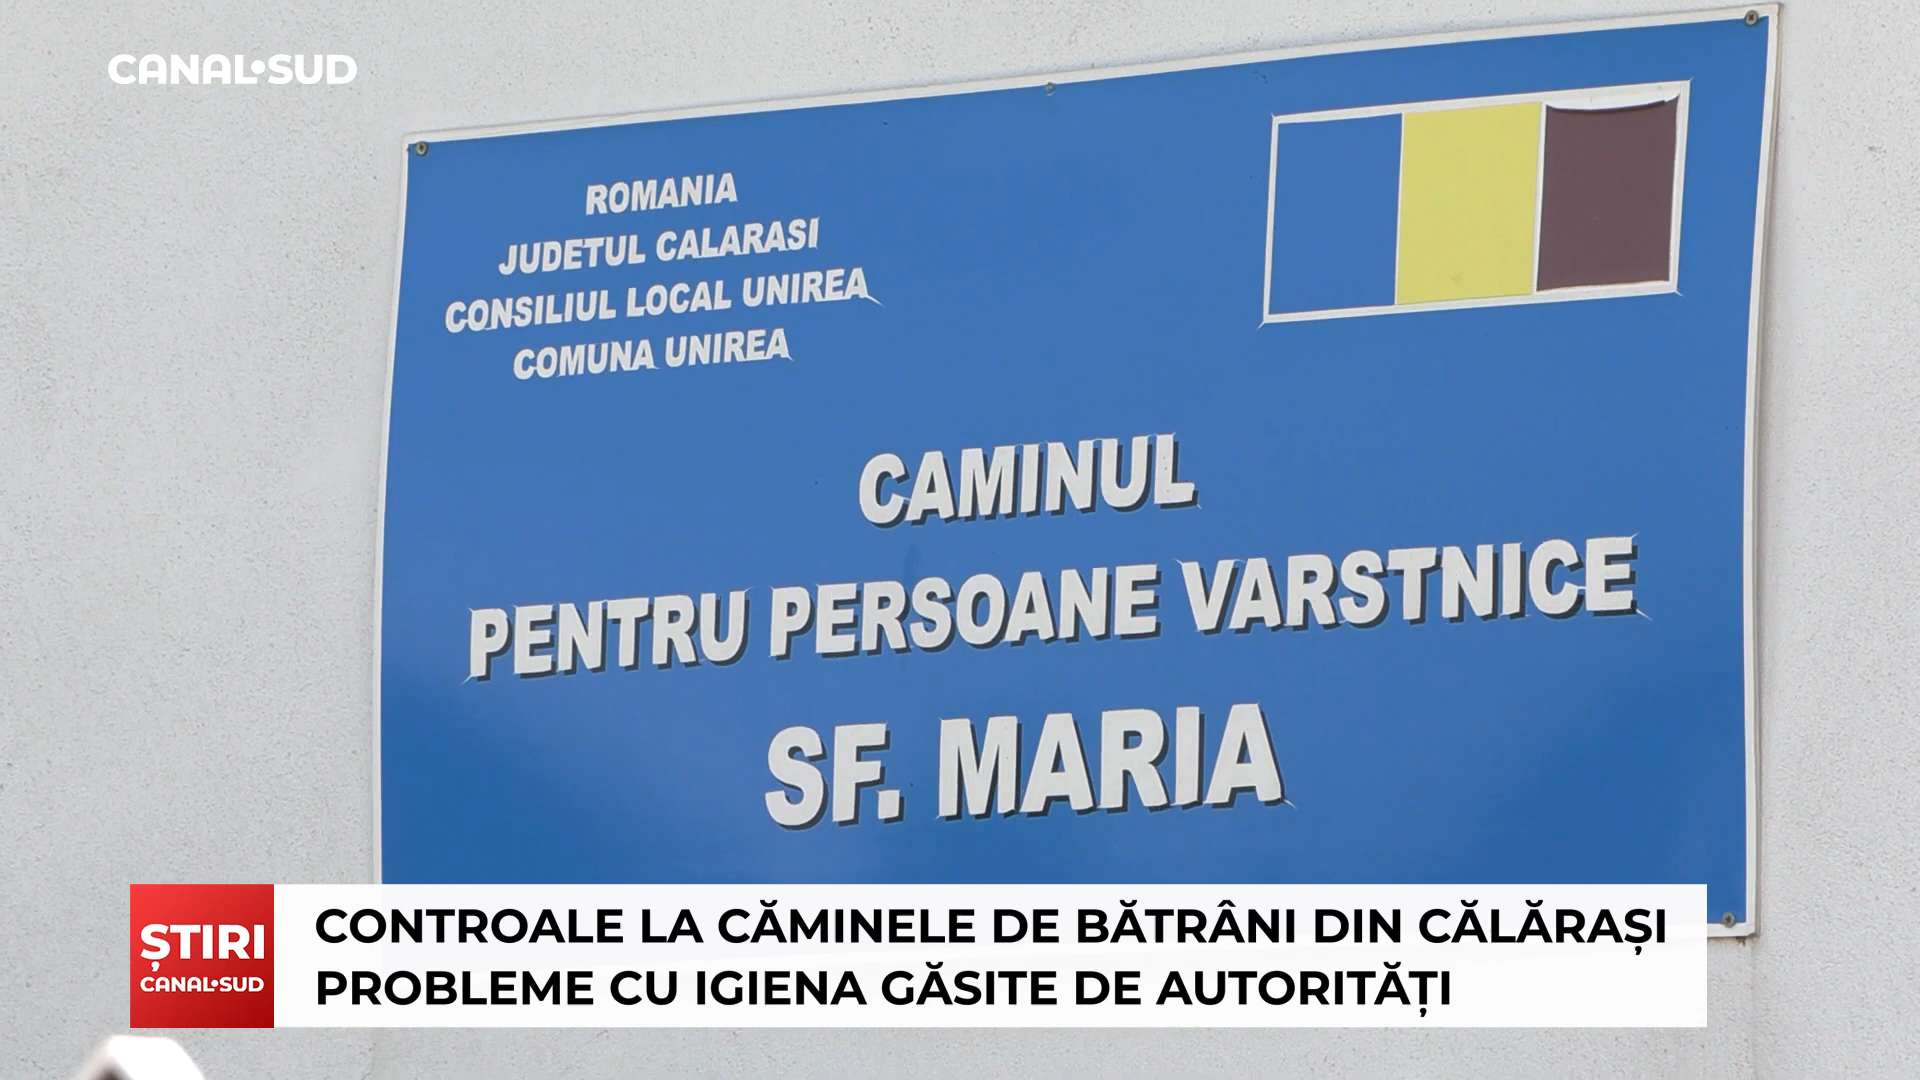 CANAL•SUD
ROMANIA
JUDETUL CALARASI
CONSILIUL LOCAL UNIREA
COMUNA UNIREA
CAMINUL
PENTRU PERSOANE VARSTNICE
SF. MARIA
ȘTIRI
CANAL•SUD
CONTROALE LA CĂMINELE DE BĂTRÂNI DIN CĂLĂRAȘI
PROBLEME CU IGIENA GĂSITE DE AUTORITĂȚI